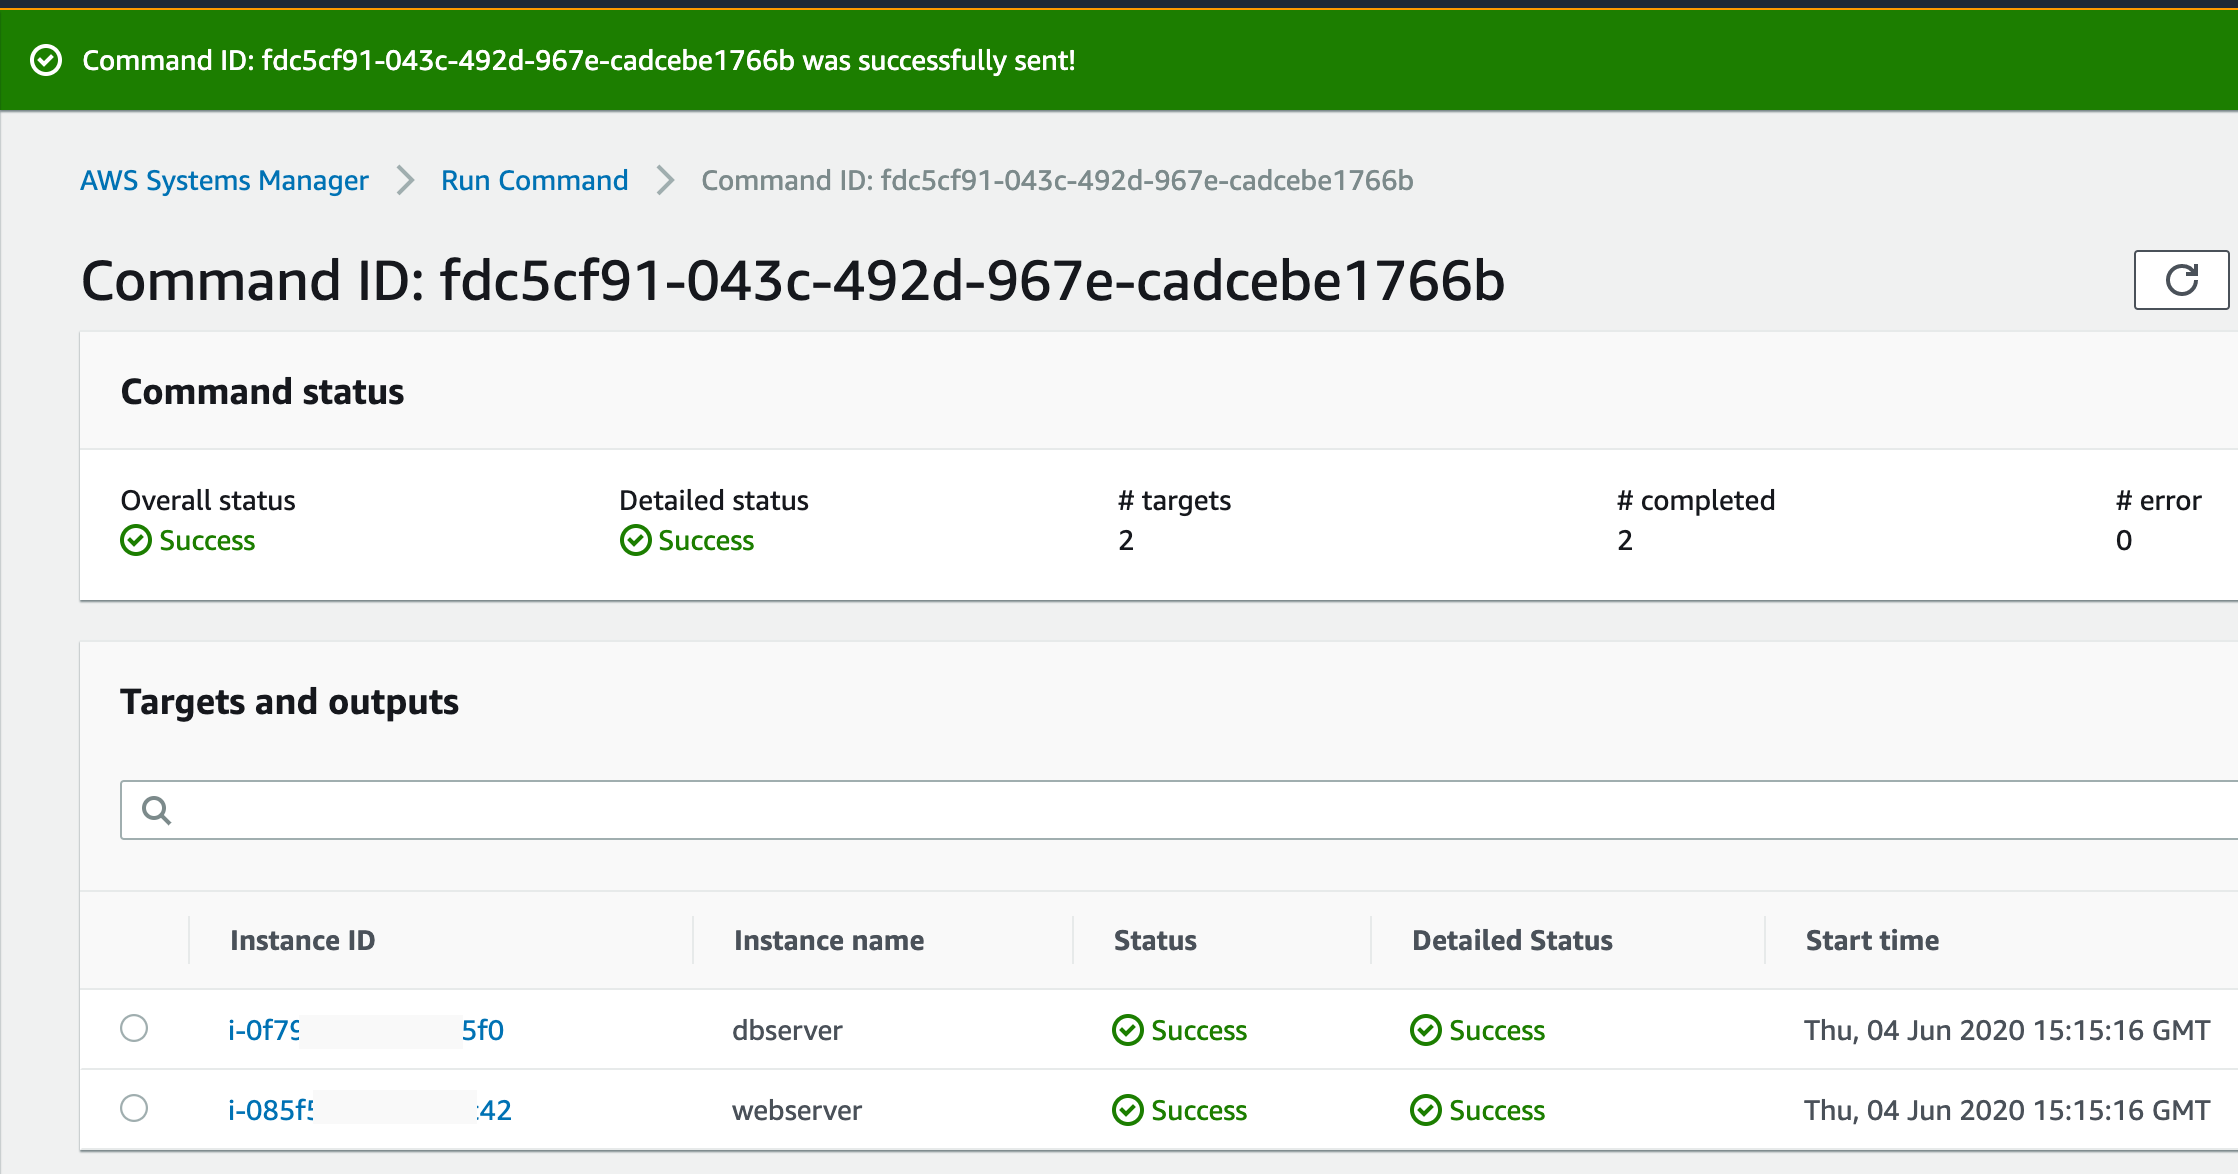 Command ID: fdc5cf91-043c-492d-967e-cadcebe1766b was successfully sent!
AWS Systems Manager > Run Command > Command ID: fdc5cf91-043c-492d-967e-cadcebe1766b
Command ID: fdc5cf91-043c-492d-967e-cadcebe1766b
Command status
Overall status Detailed status # targets # completed # error
Success Success 2 2 0
Targets and outputs
Instance ID Instance name Status Detailed Status Start time
i-0f79 5f0 dbserver Success Success Thu, 04 Jun 2020 15:15:16 GMT
i-085f5 42 webserver Success Success Thu, 04 Jun 2020 15:15:16 GMT